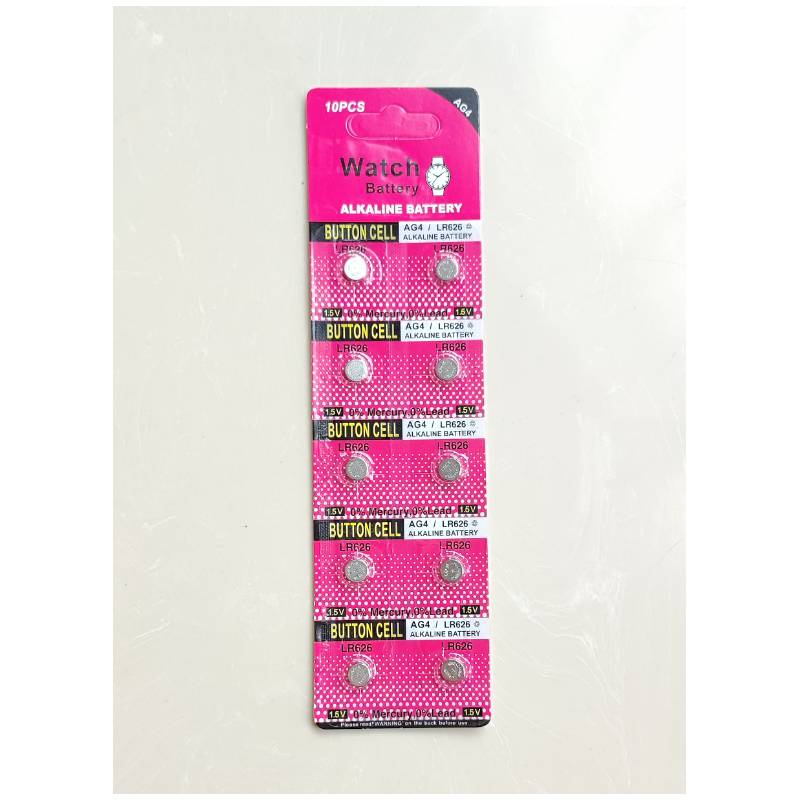 10PCS
AG4
Watch
Battery
ALKALINE BATTERY
BUTTON CELL AG4 / LR626
ALKALINE BATTERY
LR626 LR626
1.5V 0% Mercury,0%Lead 1.5V
BUTTON CELL AG4 / LR626
ALKALINE BATTERY
LR626 LR626
1.5V 0% Mercury,0%Lead 1.5V
BUTTON CELL AG4 / LR626
ALKALINE BATTERY
LR626 LR626
1.5V 0% Mercury,0%Lead 1.5V
BUTTON CELL AG4 / LR626
ALKALINE BATTERY
LR626 LR626
1.5V 0% Mercury,0%Lead 1.5V
BUTTON CELL AG4 / LR626
ALKALINE BATTERY
LR626 LR626
1.5V 0% Mercury,0%Lead 1.5V
Please read"WARNING" on the back before use